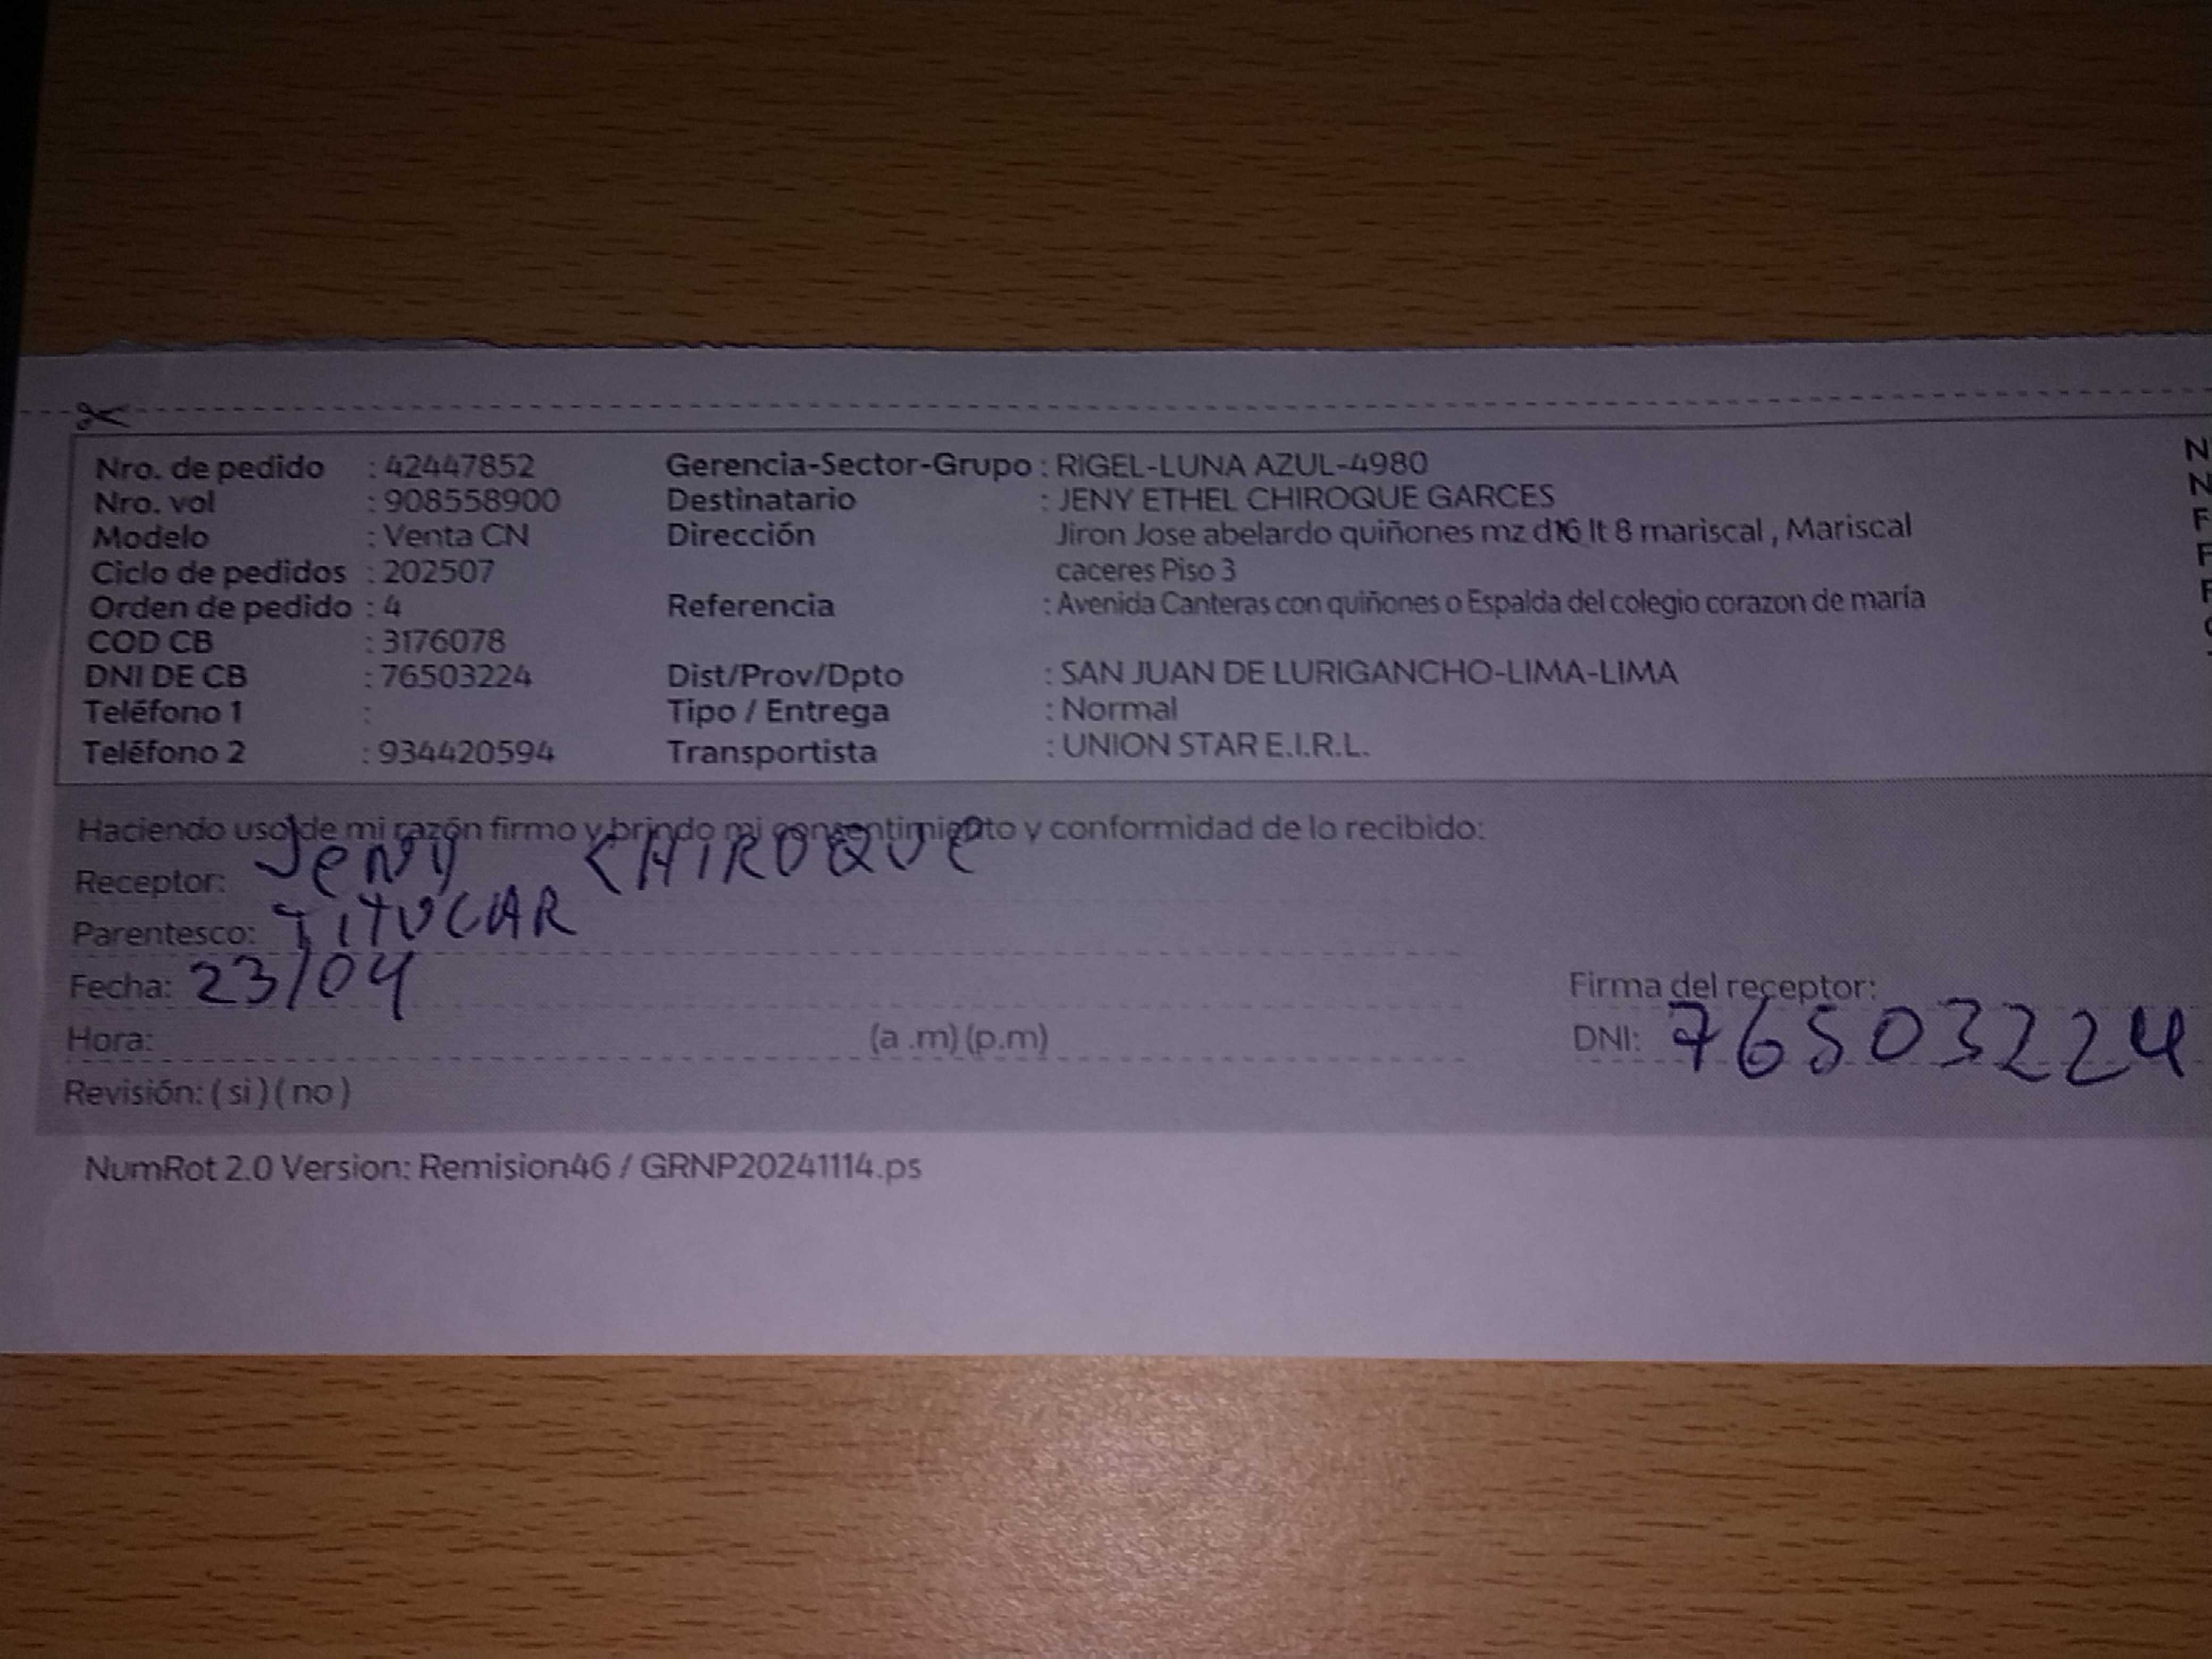 Nro. de pedido : 42447852 Gerencia-Sector-Grupo : RIGEL-LUNA AZUL-4980 N
Nro. vol : 908558900 Destinatario : JENY ETHEL CHIROQUE GARCES N
Modelo : Venta CN Dirección Jiron Jose abelardo quiñones mz d16 lt 8 mariscal , Mariscal F
Ciclo de pedidos : 202507 caceres Piso 3 F
Orden de pedido : 4 Referencia : Avenida Canteras con quiñones o Espalda del colegio corazon de maría
COD CB : 3176078
DNI DE CB : 76503224 Dist/Prov/Dpto : SAN JUAN DE LURIGANCHO-LIMA-LIMA
Teléfono 1 : Tipo / Entrega : Normal
Teléfono 2 : 934420594 Transportista : UNION STAR E.I.R.L.
Haciendo uso de mi razón firmo y brindo mi consentimiento y conformidad de lo recibido:
Receptor: Jeny CHIROQUe
Parentesco: TITULAR
Fecha: 23/04 Firma del receptor:
Hora: (a .m) (p.m) DNI: 76503224
Revisión: ( si ) ( no )
NumRot 2.0 Version: Remision46 / GRNP20241114.ps